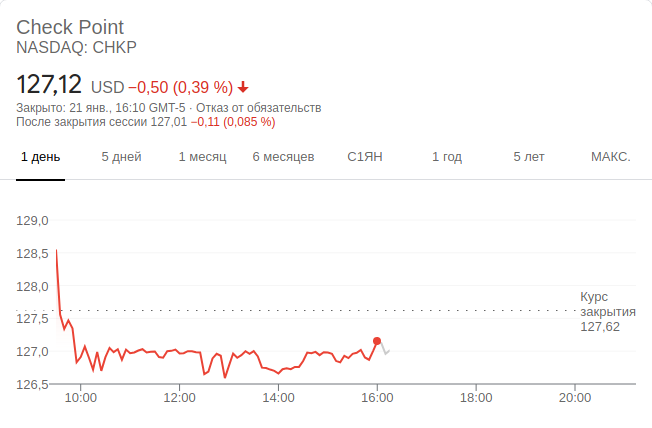 Check Point
NASDAQ: CHKP
127,12 USD −0,50 (0,39 %)
Закрыто: 21 янв., 16:10 GMT-5 · Отказ от обязательств
После закрытия сессии 127,01 −0,11 (0,085 %)
1 день 5 дней 1 месяц 6 месяцев С1ЯН 1 год 5 лет МАКС.
129,0
128,5
128,0
127,5
127,0
126,5
Курс
закрытия
127,62
10:00 12:00 14:00 16:00 18:00 20:00